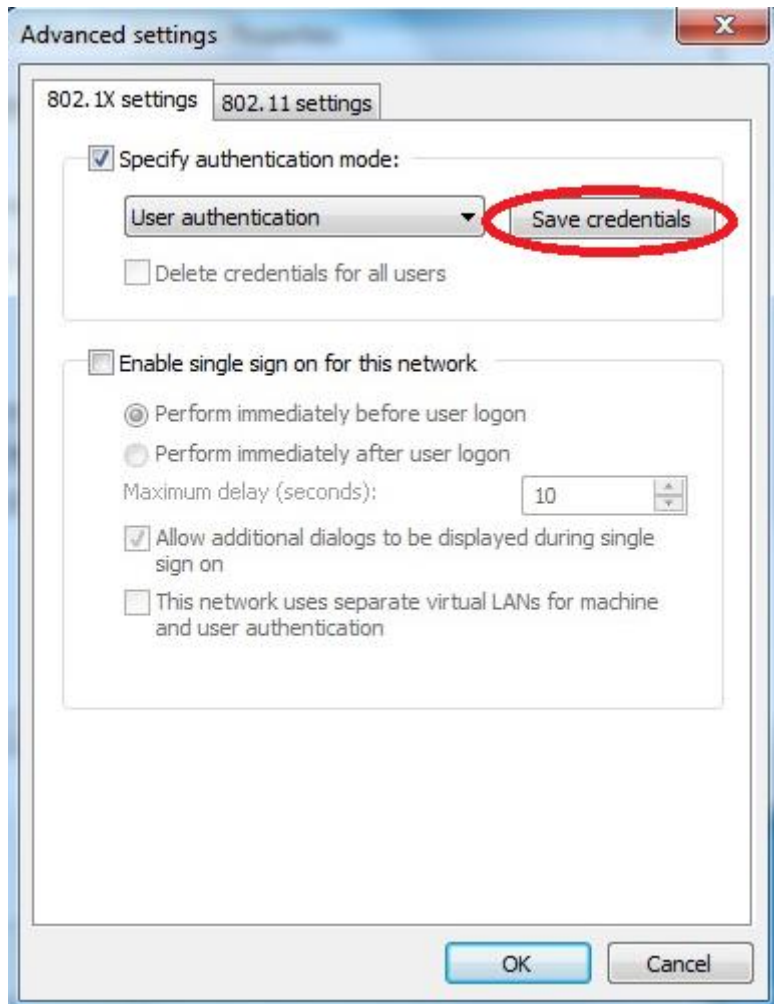 Advanced settings
802.1X settings
802.11 settings
Specify authentication mode:
User authentication
Save credentials
Delete credentials for all users
Enable single sign on for this network
Perform immediately before user logon
Perform immediately after user logon
Maximum delay (seconds):
10
Allow additional dialogs to be displayed during single
sign on
This network uses separate virtual LANs for machine
and user authentication
OK
Cancel